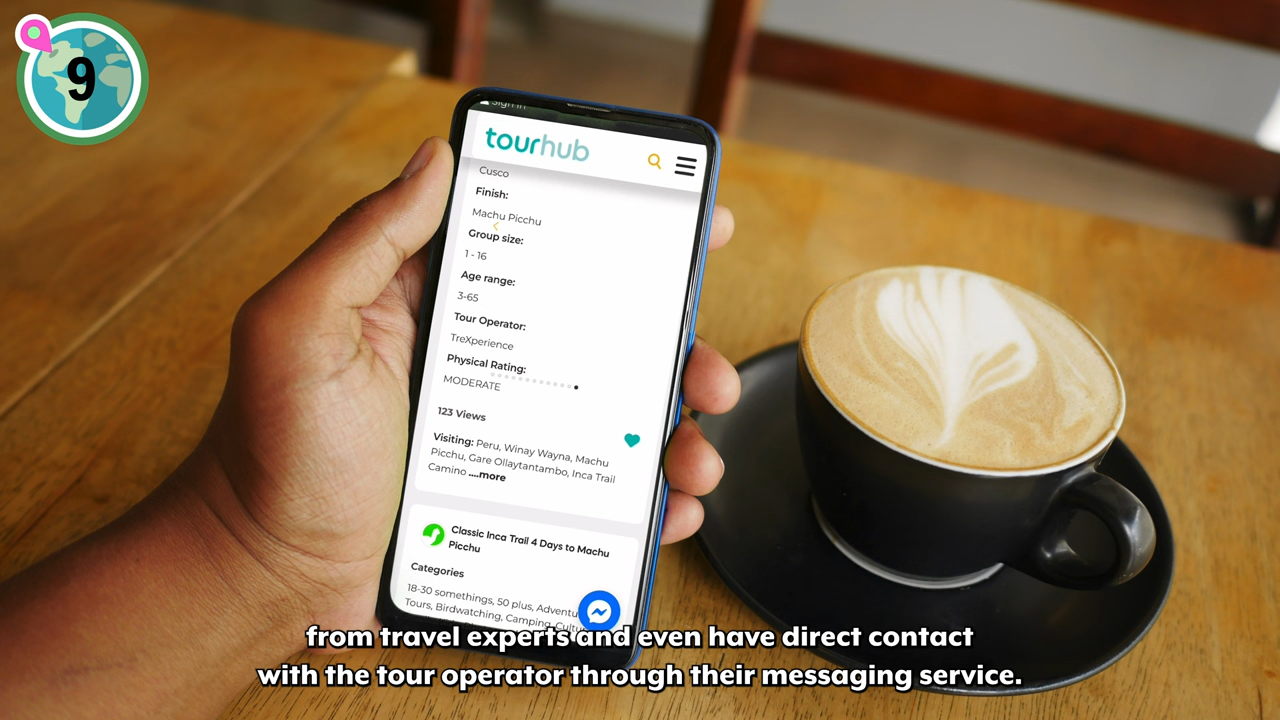 9
Sign in
tourhub
Cusco
Finish:
Machu Picchu
Group size:
1 - 16
Age range:
3-65
Tour Operator:
TreXperience
Physical Rating:
MODERATE
123 Views
Visiting: Peru, Winay Wayna, Machu
Picchu, Gare Ollaytantambo, Inca Trail
Camino ....more
Classic Inca Trail 4 Days to Machu
Picchu
Categories
18-30 somethings, 50 plus,
Tours, Birdwatching, Camping,
from travel experts and even have direct contact
with the tour operator through their messaging service.